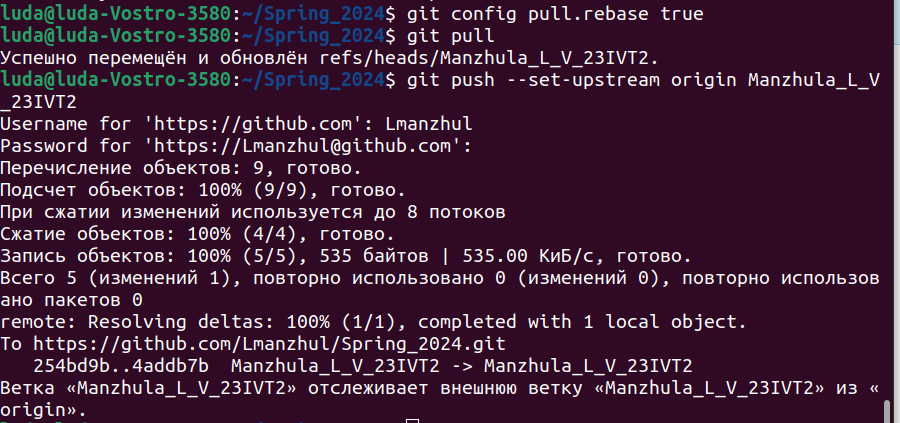 luda@luda-Vostro-3580:~/Spring_2024$ git config pull.rebase true
luda@luda-Vostro-3580:~/Spring_2024$ git pull
Успешно перемещён и обновлён refs/heads/Manzhula_L_V_23IVT2.
luda@luda-Vostro-3580:~/Spring_2024$ git push --set-upstream origin Manzhula_L_V
_23IVT2
Username for 'https://github.com': Lmanzhul
Password for 'https://Lmanzhul@github.com':
Перечисление объектов: 9, готово.
Подсчет объектов: 100% (9/9), готово.
При сжатии изменений используется до 8 потоков
Сжатие объектов: 100% (4/4), готово.
Запись объектов: 100% (5/5), 535 байтов | 535.00 КиБ/с, готово.
Всего 5 (изменений 1), повторно использовано 0 (изменений 0), повторно использов
ано пакетов 0
remote: Resolving deltas: 100% (1/1), completed with 1 local object.
To https://github.com/Lmanzhul/Spring_2024.git
   254bd9b..4addb7b  Manzhula_L_V_23IVT2 -> Manzhula_L_V_23IVT2
Ветка «Manzhula_L_V_23IVT2» отслеживает внешнюю ветку «Manzhula_L_V_23IVT2» из «
origin».